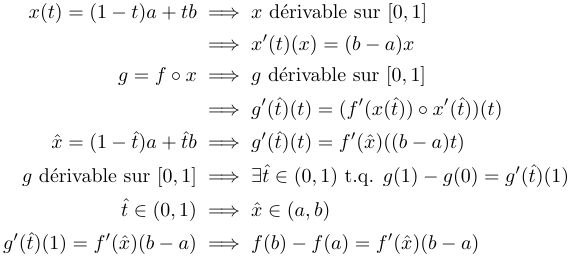 x(t) = (1 − t)a + tb ⟹ x dérivable sur [0, 1]
⟹ x′(t)(x) = (b − a)x
g = f ∘ x ⟹ g dérivable sur [0, 1]
⟹ g′(t̂)(t) = (f′(x(t̂)) ∘ x′(t̂))(t)
x̂ = (1 − t̂)a + t̂b ⟹ g′(t̂)(t) = f′(x̂)((b − a)t)
g dérivable sur [0, 1] ⟹ ∃t̂ ∈ (0, 1) t.q. g(1) − g(0) = g′(t̂)(1)
t̂ ∈ (0, 1) ⟹ x̂ ∈ (a, b)
g′(t̂)(1) = f′(x̂)(b − a) ⟹ f(b) − f(a) = f′(x̂)(b − a)